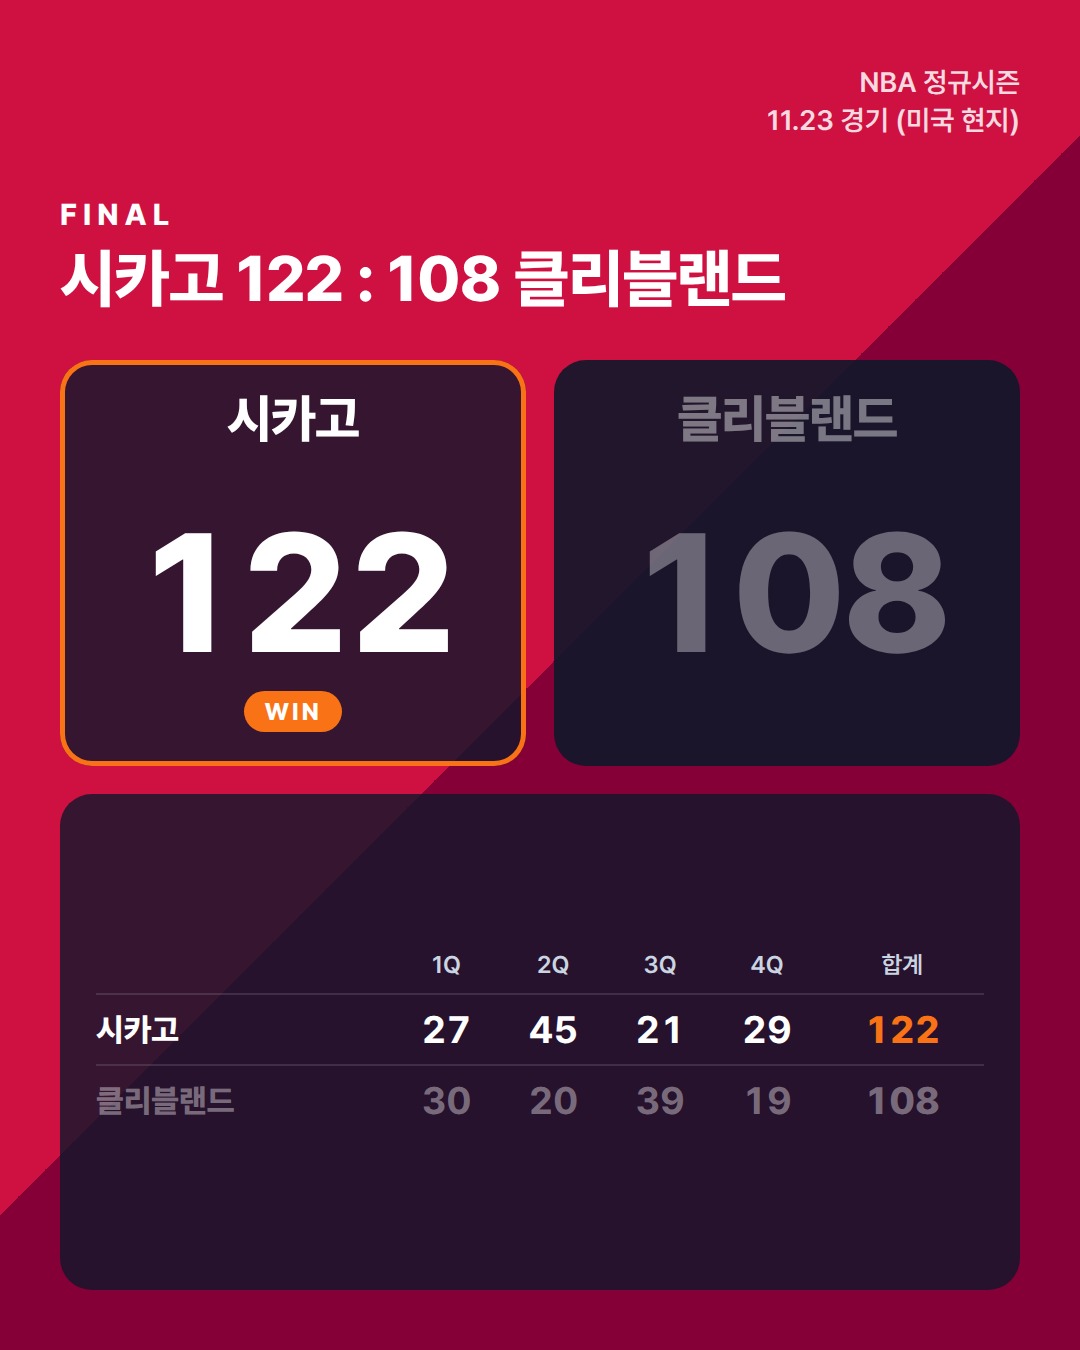 NBA 정규시즌
11.23 경기 (미국 현지)
FINAL
시카고 122 : 108 클리블랜드
시카고
122
WIN
클리블랜드
108
1Q 2Q 3Q 4Q 합계
시카고 27 45 21 29 122
클리블랜드 30 20 39 19 108